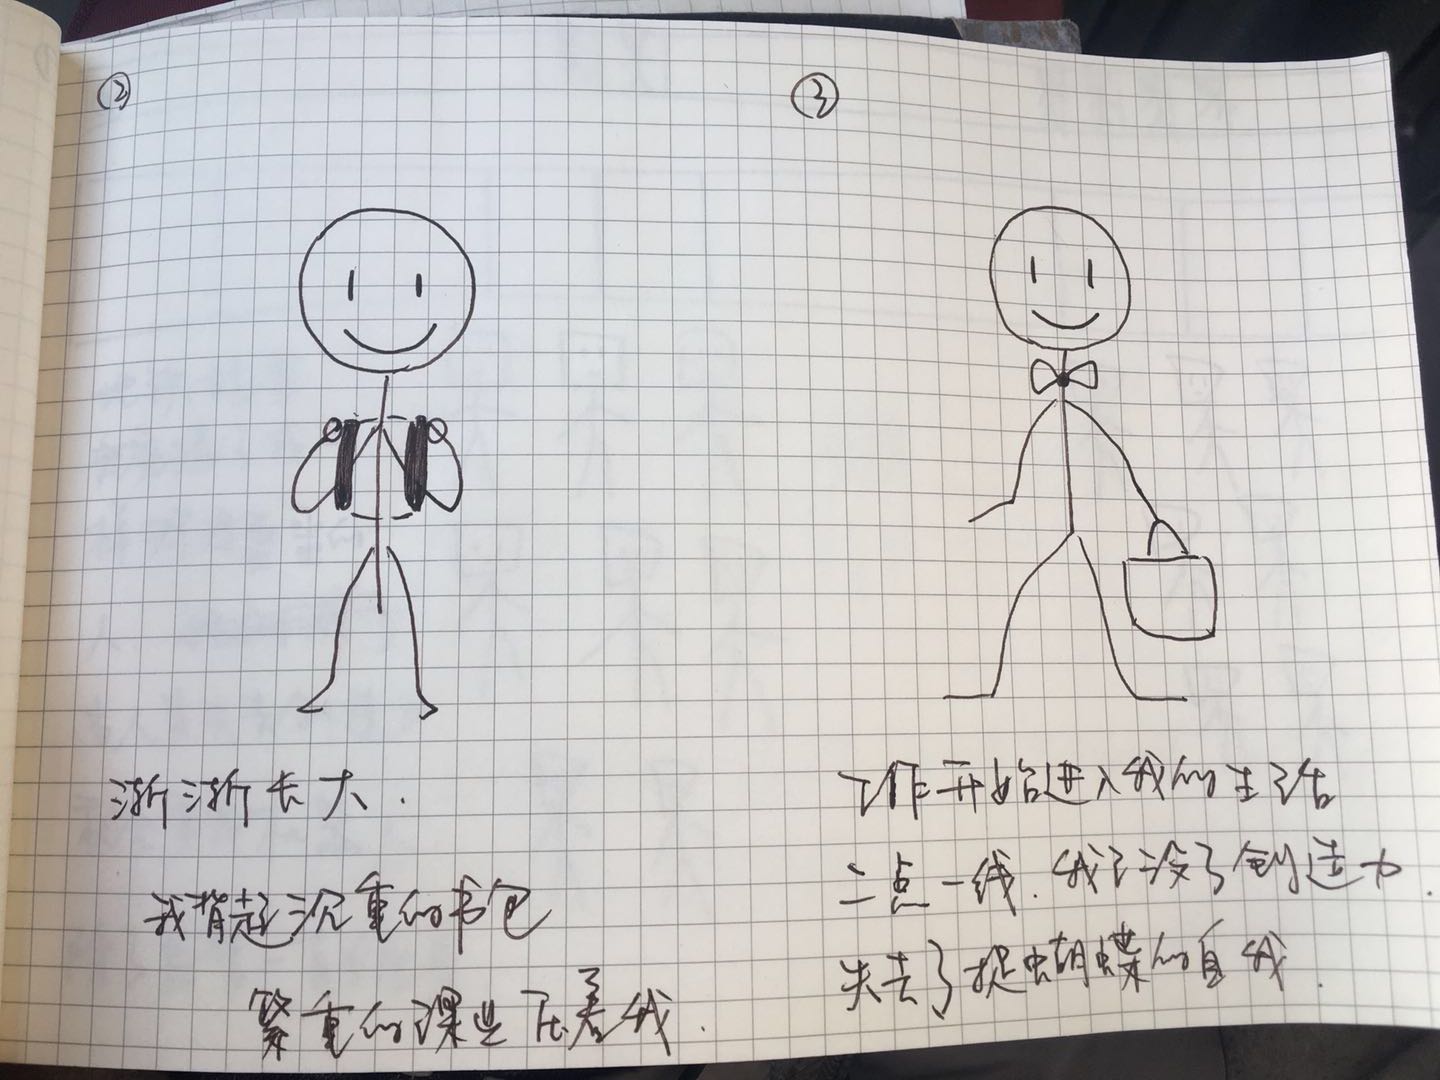 ②
渐渐长大.
我背起沉重的书包
繁重的课业压着我.
③
工作开始进入我的生活
二点一线.我了没了创造力.
失去了捉蝴蝶的自我.